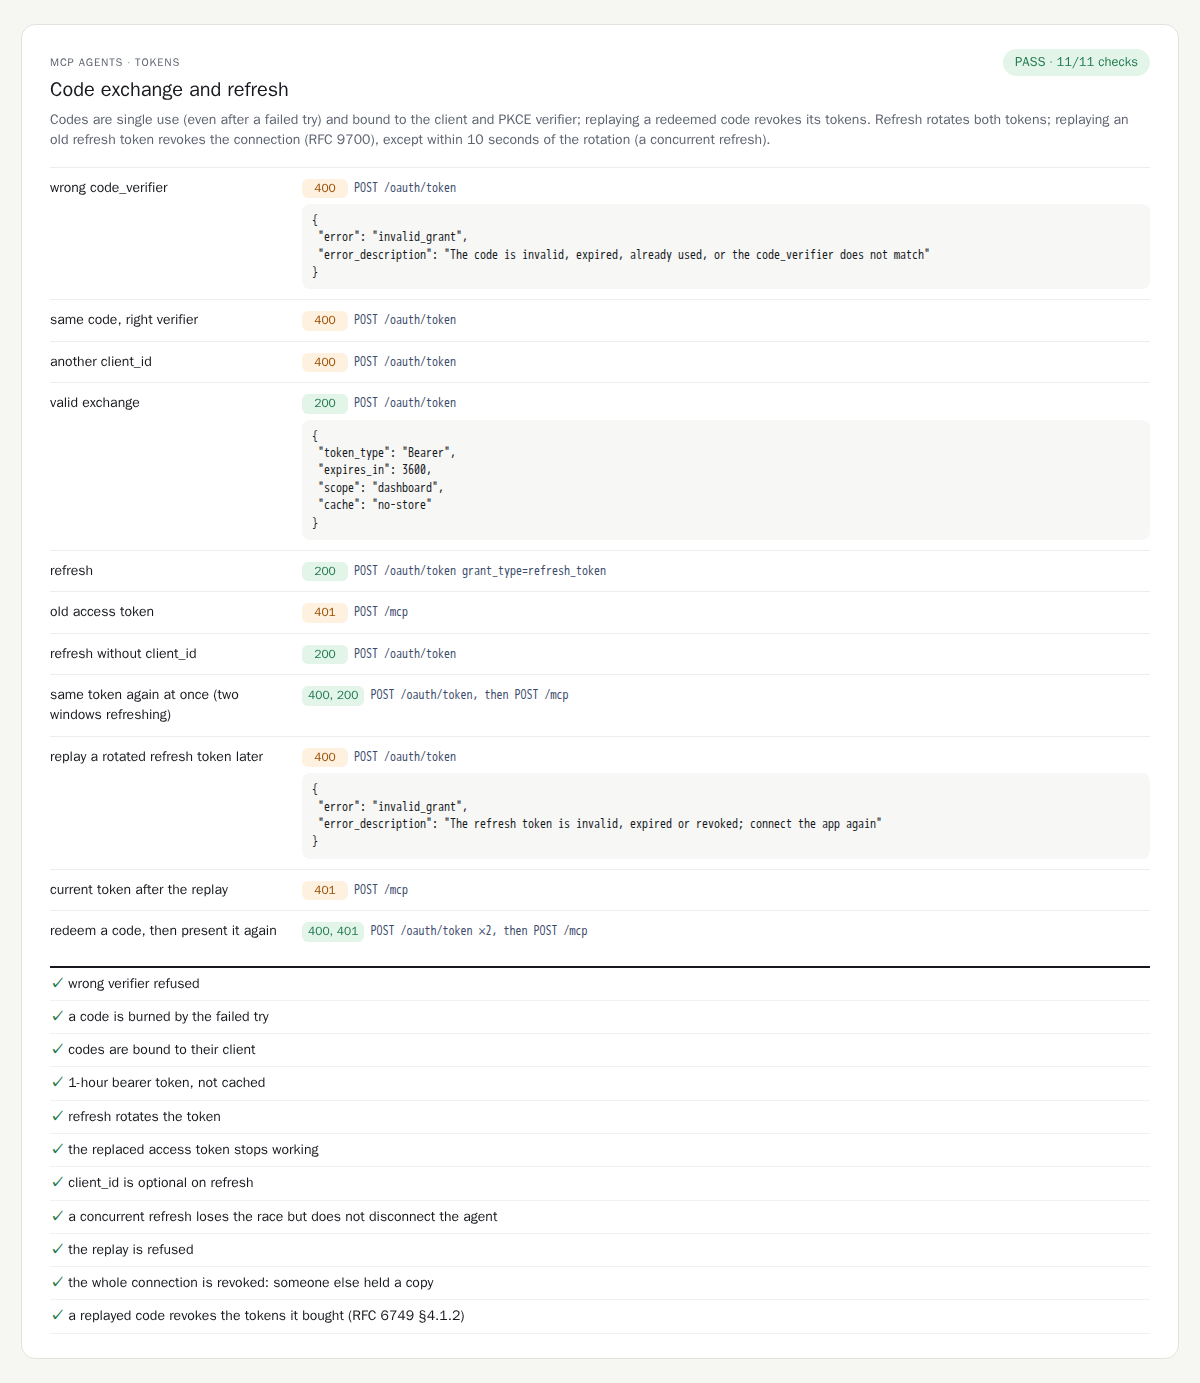 MCP AGENTS · TOKENS
PASS · 11/11 checks
Code exchange and refresh
Codes are single use (even after a failed try) and bound to the client and PKCE verifier; replaying a redeemed code revokes its tokens. Refresh rotates both tokens; replaying an
old refresh token revokes the connection (RFC 9700), except within 10 seconds of the rotation (a concurrent refresh).
wrong code_verifier
400 POST /oauth/token
{
"error": "invalid_grant",
"error_description": "The code is invalid, expired, already used, or the code_verifier does not match"
}
same code, right verifier
400 POST /oauth/token
another client_id
400 POST /oauth/token
valid exchange
200 POST /oauth/token
{
"token_type": "Bearer",
"expires_in": 3600,
"scope": "dashboard",
"cache": "no-store"
}
refresh
200 POST /oauth/token grant_type=refresh_token
old access token
401 POST /mcp
refresh without client_id
200 POST /oauth/token
same token again at once (two
windows refreshing)
400, 200 POST /oauth/token, then POST /mcp
replay a rotated refresh token later
400 POST /oauth/token
{
"error": "invalid_grant",
"error_description": "The refresh token is invalid, expired or revoked; connect the app again"
}
current token after the replay
401 POST /mcp
redeem a code, then present it again
400, 401 POST /oauth/token ×2, then POST /mcp
✓ wrong verifier refused
✓ a code is burned by the failed try
✓ codes are bound to their client
✓ 1-hour bearer token, not cached
✓ refresh rotates the token
✓ the replaced access token stops working
✓ client_id is optional on refresh
✓ a concurrent refresh loses the race but does not disconnect the agent
✓ the replay is refused
✓ the whole connection is revoked: someone else held a copy
✓ a replayed code revokes the tokens it bought (RFC 6749 §4.1.2)